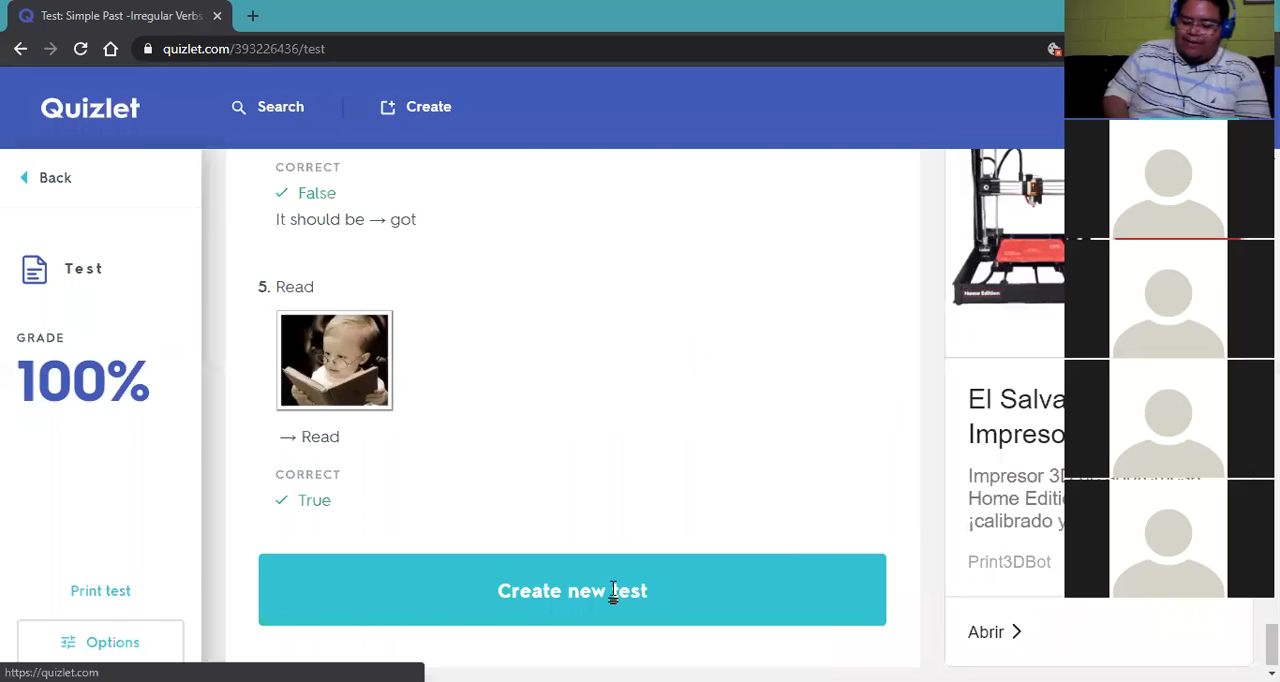 Test: Simple Past -Irregular Verbs
quizlet.com/393226436/test
Quizlet
Search
Create
Back
Test
GRADE
100%
Print test
Options
https://quizlet.com
CORRECT
✓ False
It should be → got
5. Read
→ Read
CORRECT
✓ True
Create new test
Home Edition
El Salva
Impreso
Impresor 3D
Home Editi
¡calibrado y
Print3DBot
Abrir